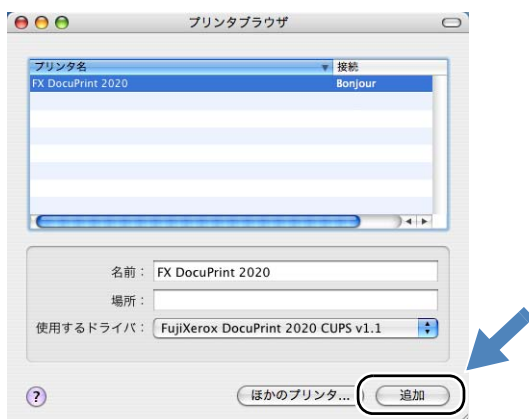 プリンタブラウザ
プリンタ名 接続
FX DocuPrint 2020 Bonjour
名前： FX DocuPrint 2020
場所：
使用するドライバ： FujiXerox DocuPrint 2020 CUPS v1.1
? ほかのプリンタ... 追加